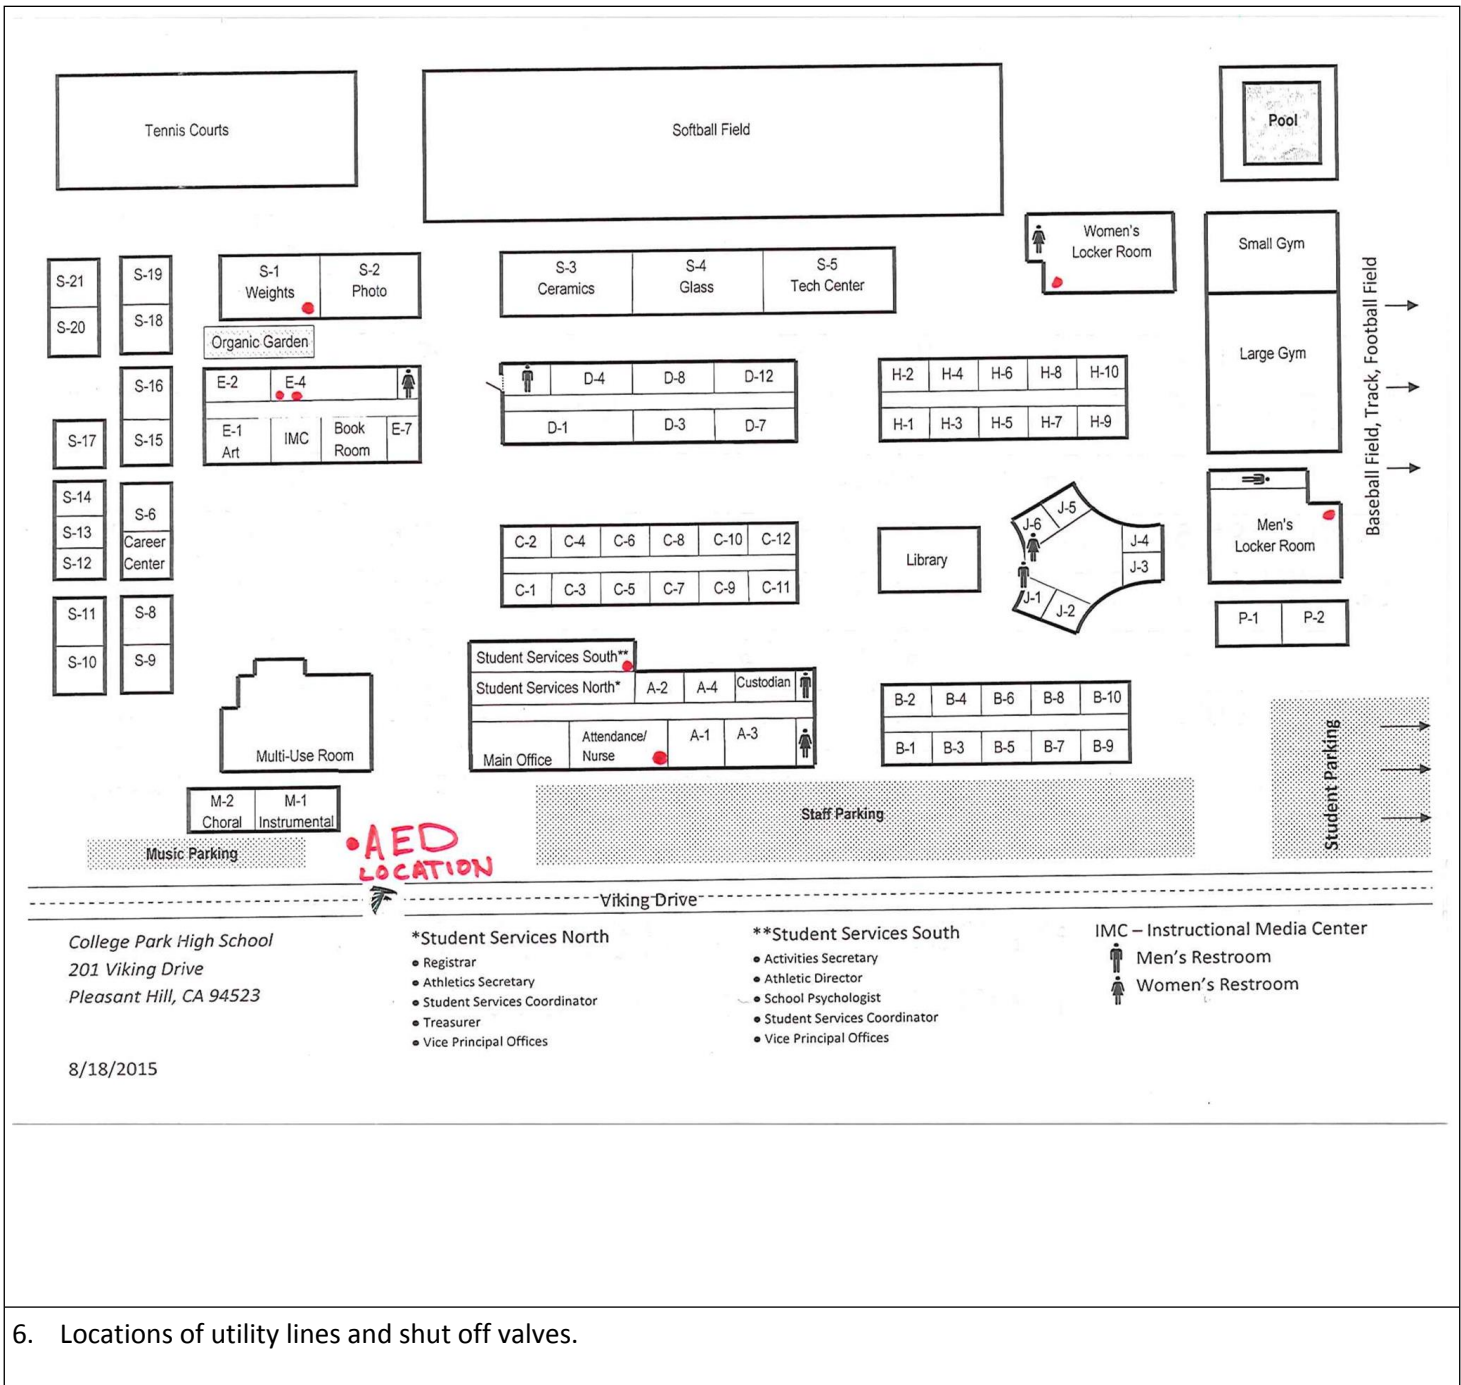 Tennis Courts
Softball Field
Pool
Women's
Locker Room
Small Gym
Large Gym
Baseball Field, Track, Football Field
S-21
S-20
S-19
S-18
S-1
Weights
S-2
Photo
S-3
Ceramics
S-4
Glass
S-5
Tech Center
Organic Garden
S-16
S-15
S-17
E-2
E-4
E-1
Art
IMC
Book
Room
E-7
D-4
D-8
D-12
D-1
D-3
D-7
H-2
H-4
H-6
H-8
H-10
H-1
H-3
H-5
H-7
H-9
S-14
S-13
S-12
S-6
Career
Center
C-2
C-4
C-6
C-8
C-10
C-12
C-1
C-3
C-5
C-7
C-9
C-11
Library
J-6
J-5
J-4
J-3
J-1
J-2
Men's
Locker Room
P-1
P-2
S-11
S-10
S-8
S-9
Multi-Use Room
Student Services South**
Student Services North*
A-2
A-4
Custodian
Main Office
Attendance/
Nurse
A-1
A-3
B-2
B-4
B-6
B-8
B-10
B-1
B-3
B-5
B-7
B-9
Student Parking
M-2
Choral
M-1
Instrumental
Music Parking
Staff Parking
AED
LOCATION
Viking Drive
College Park High School
201 Viking Drive
Pleasant Hill, CA 94523
8/18/2015
*Student Services North
• Registrar
• Athletics Secretary
• Student Services Coordinator
• Treasurer
• Vice Principal Offices
**Student Services South
• Activities Secretary
• Athletic Director
• School Psychologist
• Student Services Coordinator
• Vice Principal Offices
IMC – Instructional Media Center
Men's Restroom
Women's Restroom
6. Locations of utility lines and shut off valves.